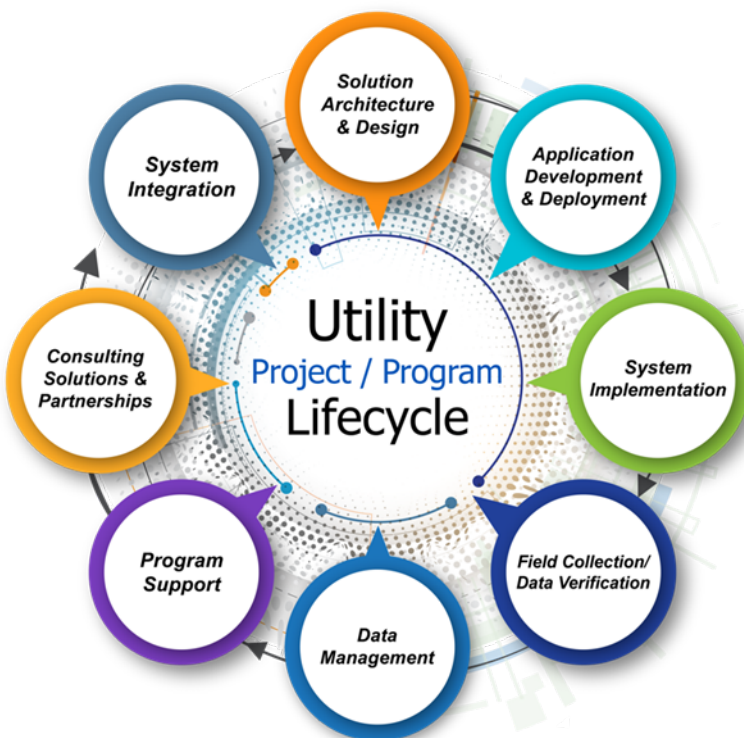 Solution
Architecture
& Design
Application
Development
& Deployment
System
Implementation
Field Collection/
Data Verification
Data
Management
Program
Support
Consulting
Solutions &
Partnerships
System
Integration
Utility
Project / Program
Lifecycle